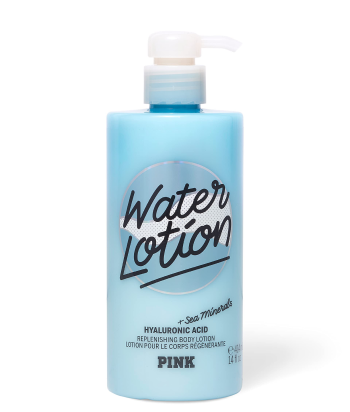 Water
Lotion
+ Sea Minerals
HYALURONIC ACID
REPLENISHING BODY LOTION
LOTION POUR LE CORPS RÉGÉNÉRANTE
PINK